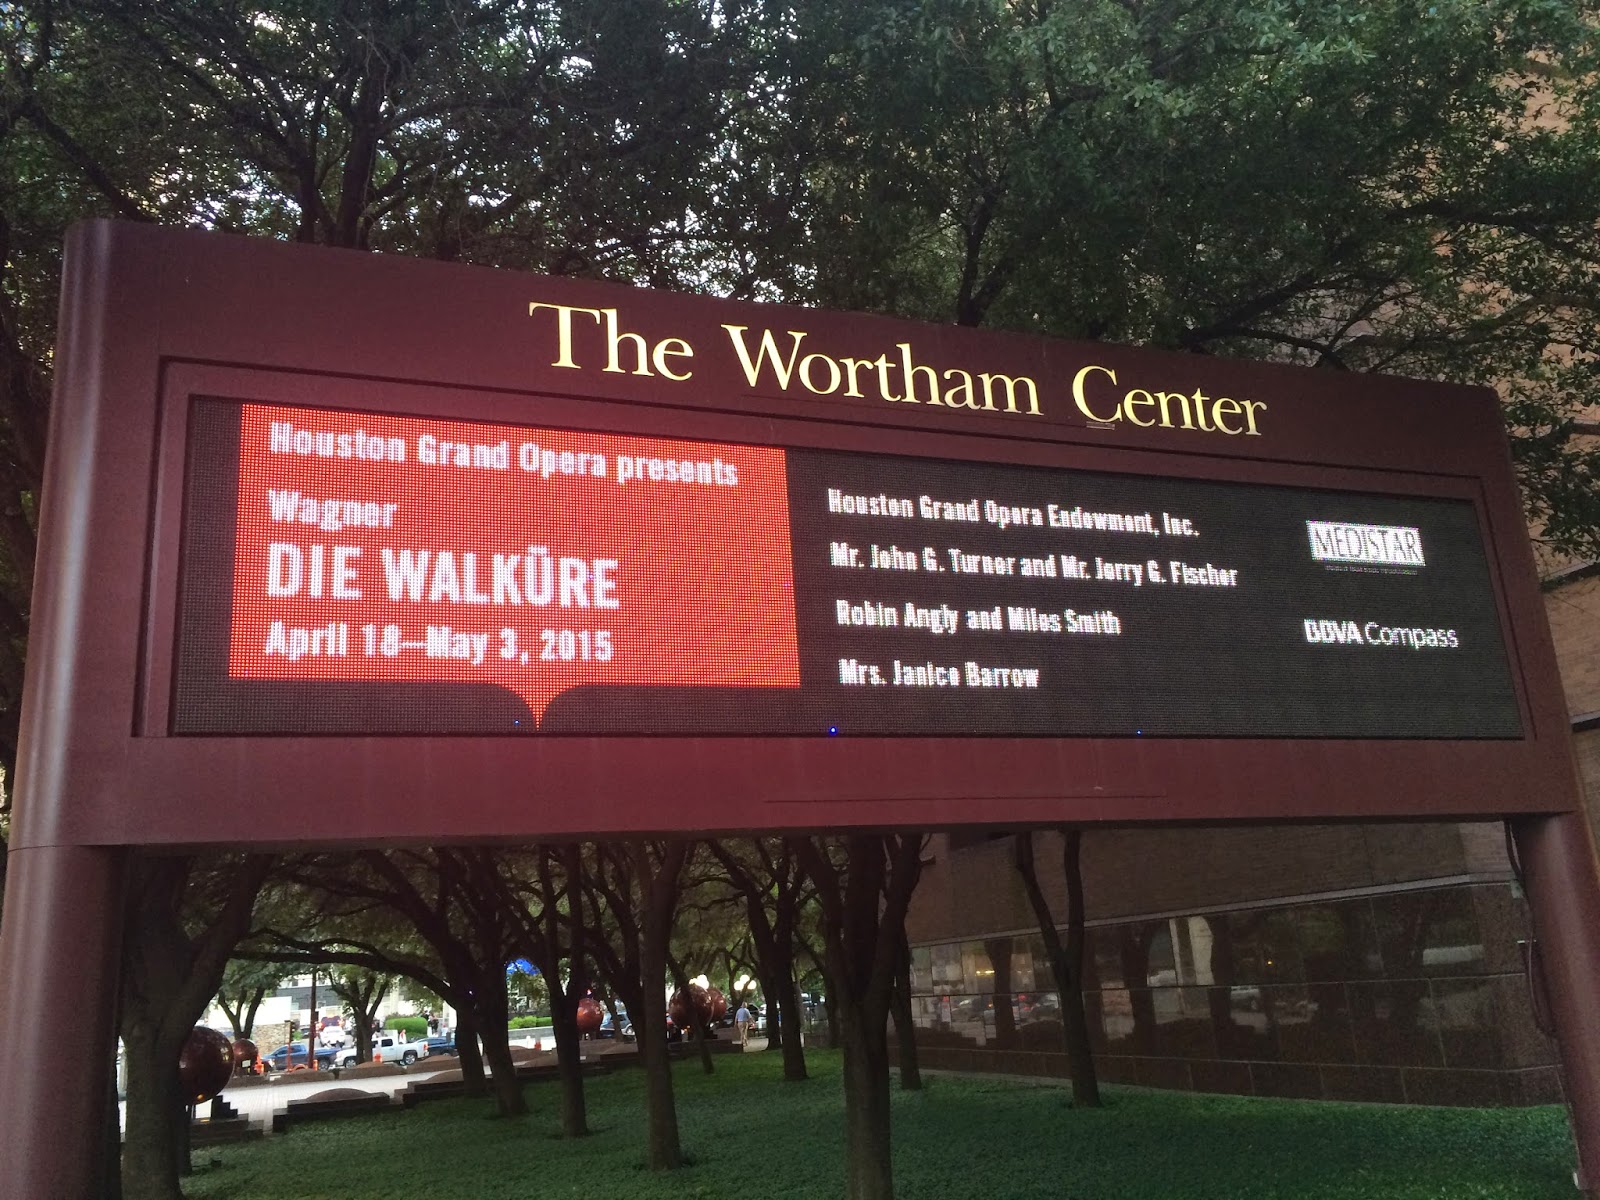 The Wortham Center
Houston Grand Opera presents
Wagner
DIE WALKÜRE
April 18–May 3, 2015
Houston Grand Opera Endowment, Inc.
Mr. John G. Turner and Mr. Jerry G. Fischer
Robin Angly and Miles Smith
Mrs. Janice Barrow
MEDISTAR
BBVA Compass